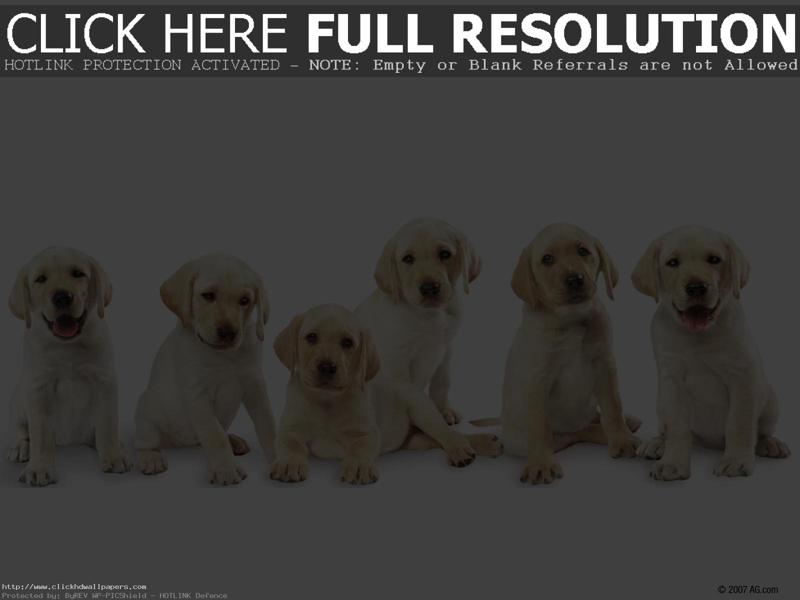 CLICK HERE FULL RESOLUTION
HOTLINK PROTECTION ACTIVATED - NOTE: Empty or Blank Referrals are not Allowed
http://www.clickhdwallpapers.com
Protected by: ByREV WP-PICShield - HOTLINK Defence
© 2007 AG.com